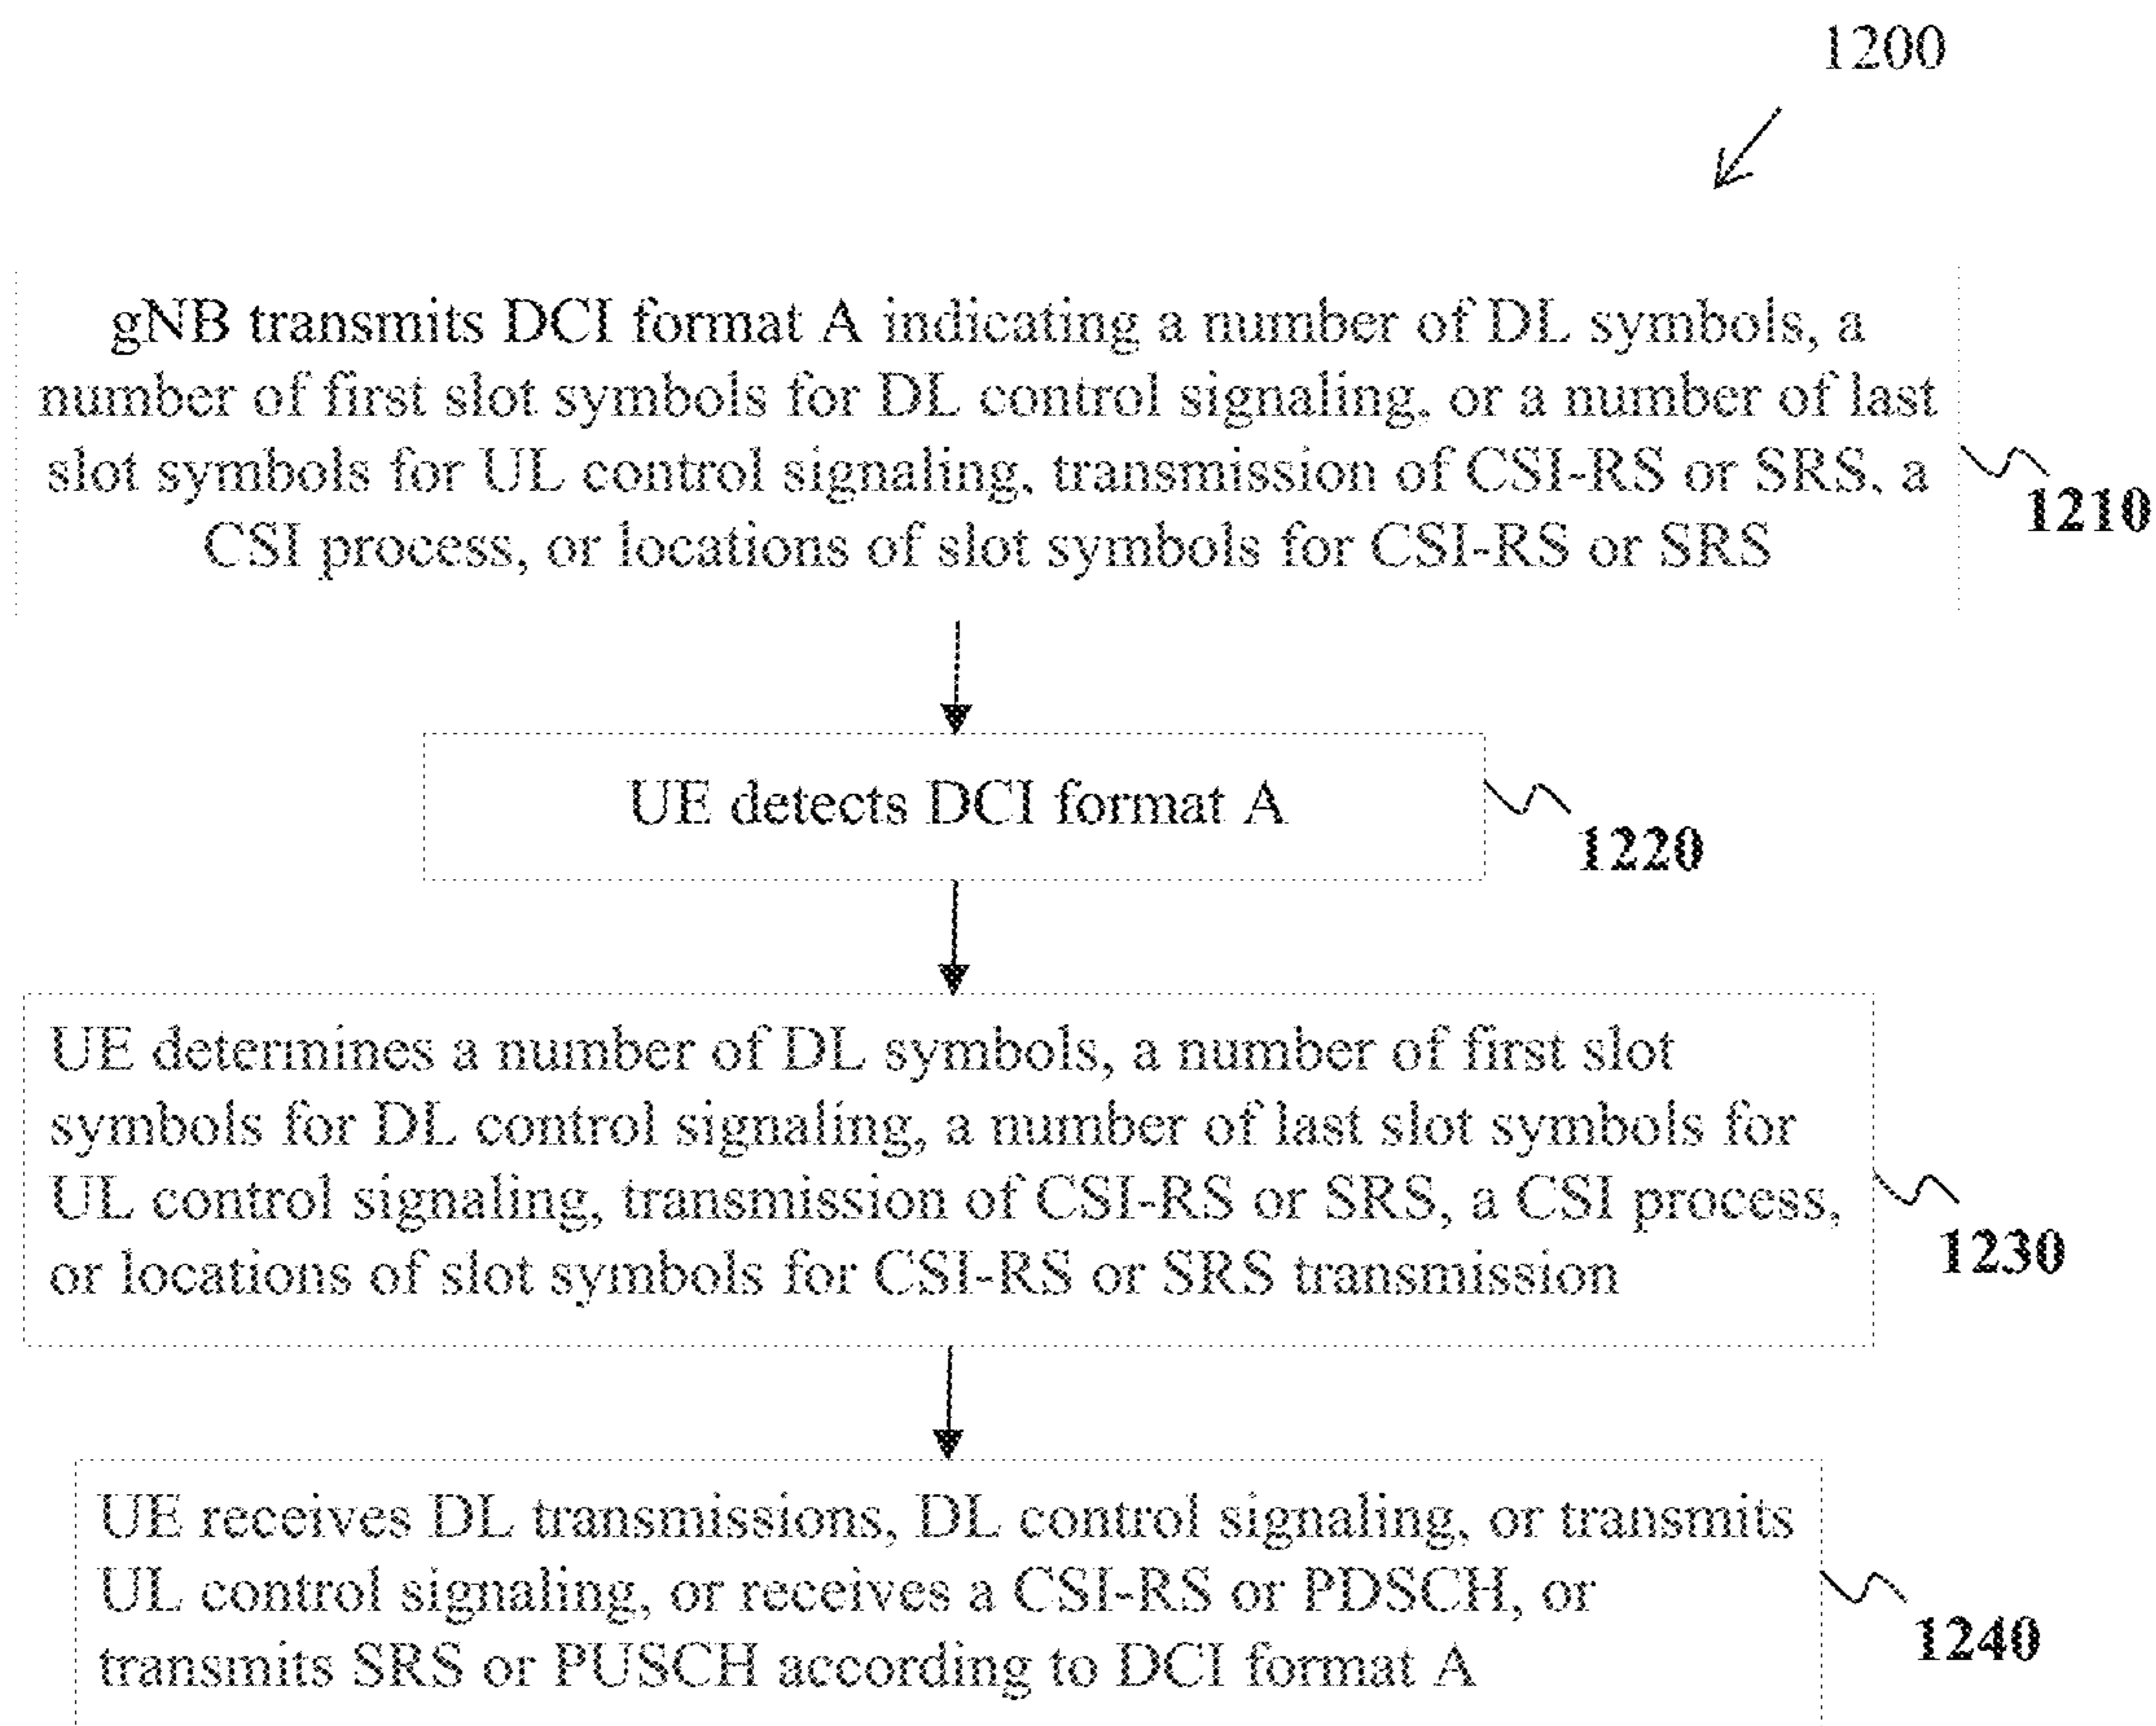 1200
gNB transmits DCI format A indicating a number of DL symbols, a
number of first slot symbols for DL control signaling, or a number of last
slot symbols for UL control signaling, transmission of CSI-RS or SRS, a
CSI process, or locations of slot symbols for CSI-RS or SRS
1210
UE detects DCI format A
1220
UE determines a number of DL symbols, a number of first slot
symbols for DL control signaling, a number of last slot symbols for
UL control signaling, transmission of CSI-RS or SRS, a CSI process,
or locations of slot symbols for CSI-RS or SRS transmission
1230
UE receives DL transmissions, DL control signaling, or transmits
UL control signaling, or receives a CSI-RS or PDSCH, or
transmits SRS or PUSCH according to DCI format A
1240